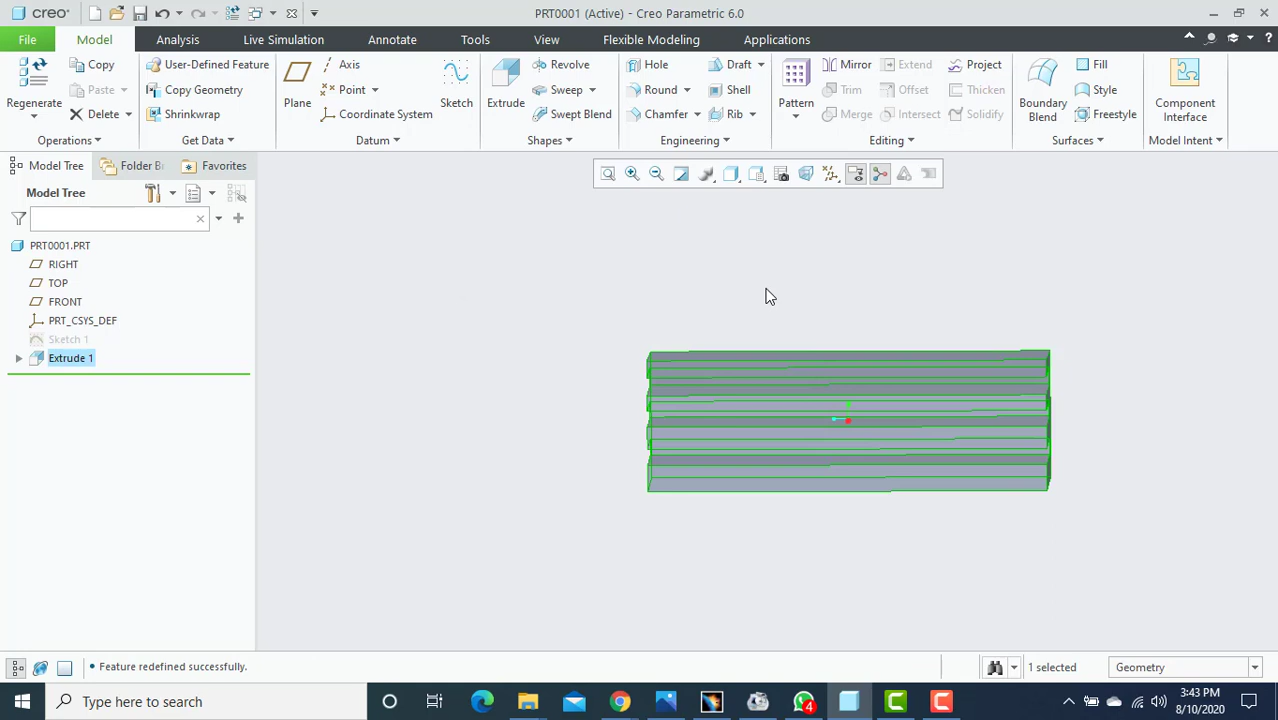 creo
PRT0001 (Active) - Creo Parametric 6.0
File Model Analysis Live Simulation Annotate Tools View Flexible Modeling Applications
Regenerate Copy Paste Delete
Operations
User-Defined Feature Copy Geometry Shrinkwrap
Get Data
Plane Axis Point Coordinate System Sketch
Datum
Extrude Revolve Sweep Swept Blend
Shapes
Hole Round Chamfer Draft Shell Rib
Engineering
Pattern Mirror Trim Merge Extend Offset Intersect Project Thicken Solidify
Editing
Boundary Blend Fill Style Freestyle
Surfaces
Component Interface
Model Intent
Model Tree Folder B Favorites
Model Tree
PRT0001.PRT
RIGHT
TOP
FRONT
PRT_CSYS_DEF
Sketch 1
Extrude 1
Feature redefined successfully.
1 selected
Geometry
Type here to search
4
3:43 PM
8/10/2020